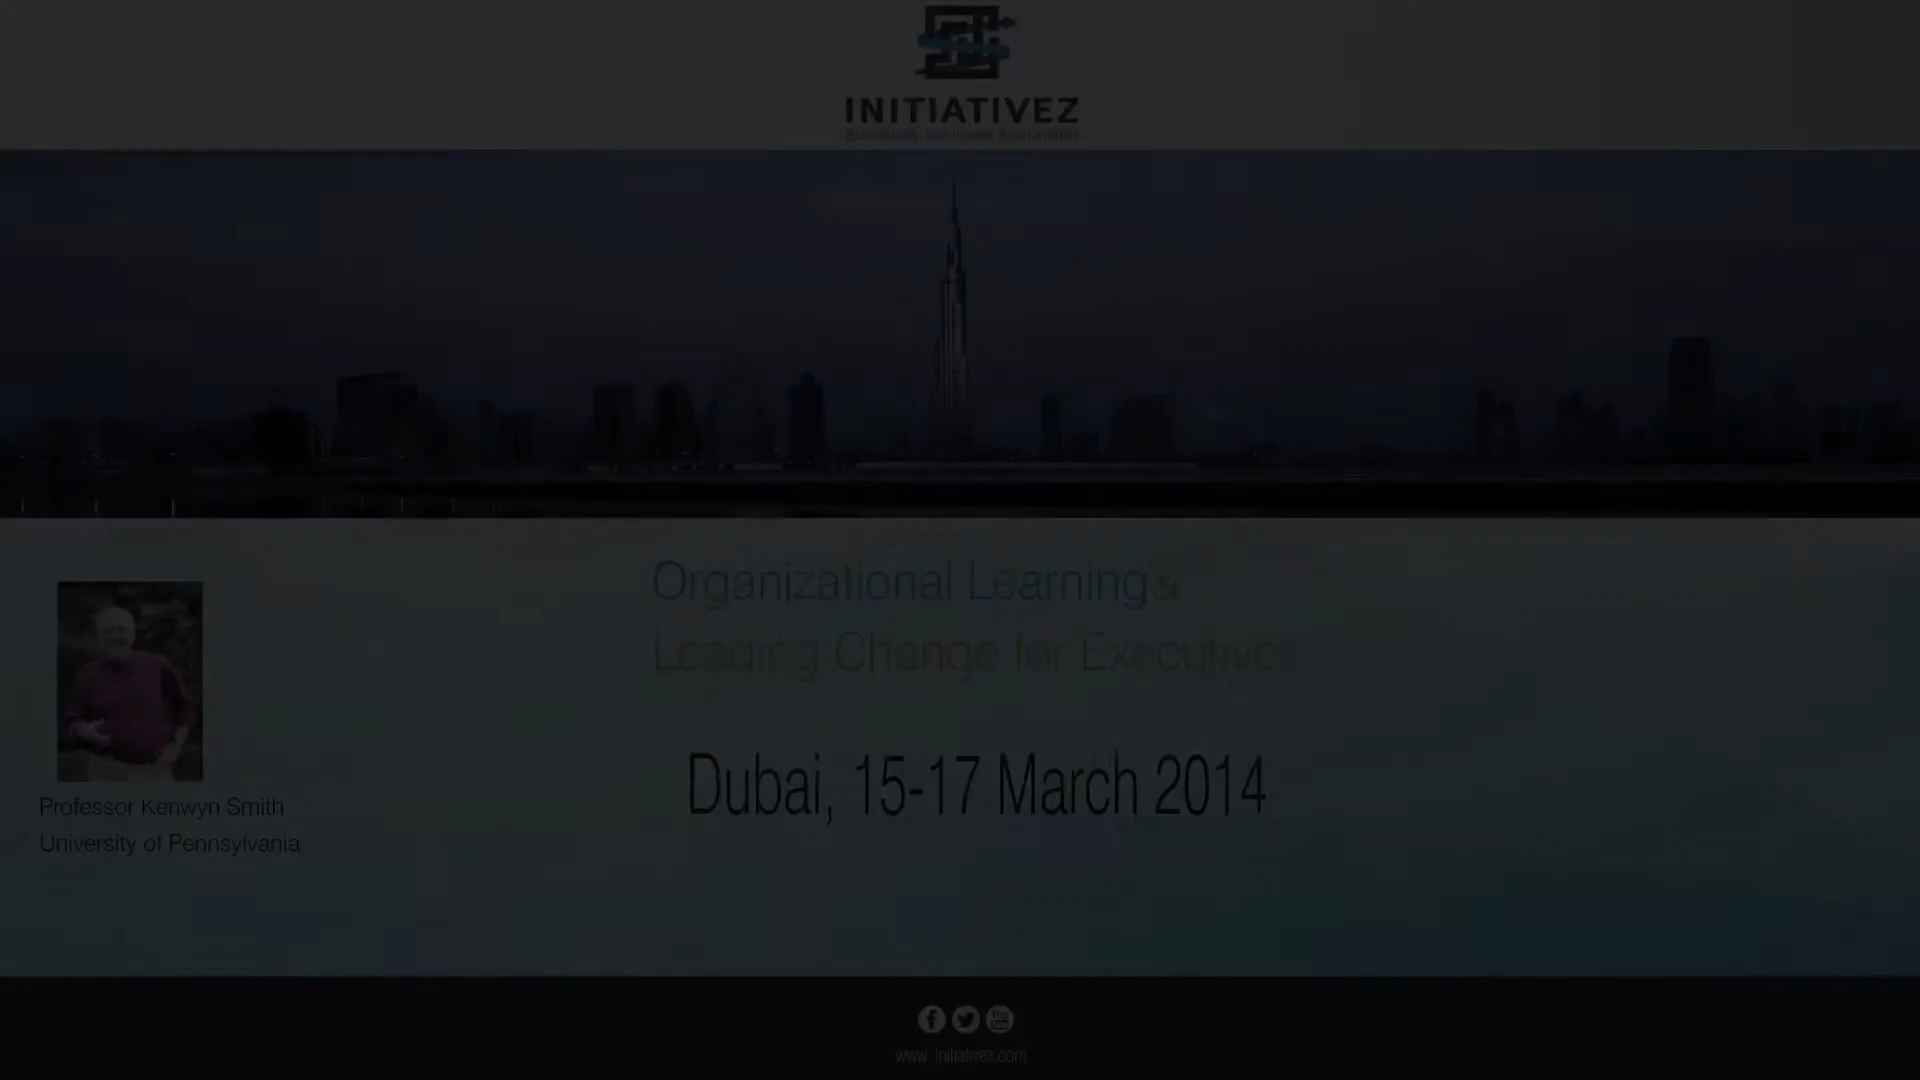 INITIATIVEZ
Organizational Learning &
Leading Change for Executives
Dubai, 15-17 March 2014
Professor Kenwyn Smith
University of Pennsylvania
www.initiativez.com